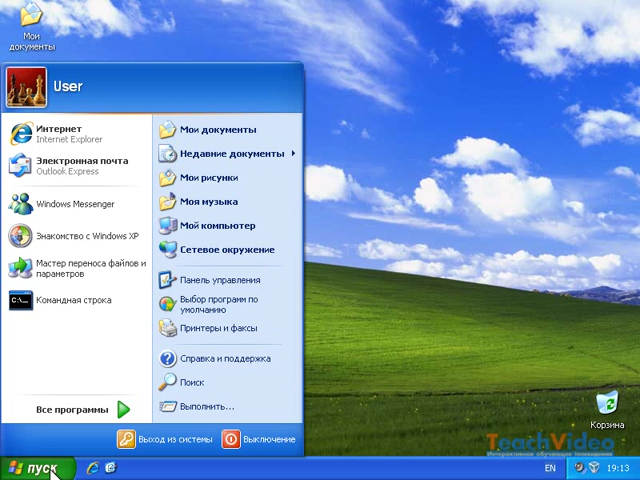 Мои
документы
User
Интернет
Internet Explorer
Электронная почта
Outlook Express
Windows Messenger
Знакомство с Windows XP
Мастер переноса файлов и
параметров
Командная строка
Все программы
Мои документы
Недавние документы
Мои рисунки
Моя музыка
Мой компьютер
Сетевое окружение
Панель управления
Выбор программ по
умолчанию
Принтеры и факсы
Справка и поддержка
Поиск
Выполнить...
Выход из системы
Выключение
Корзина
TeachVideo
Интерактивное обучающее телевидение
пуск
EN
19:13